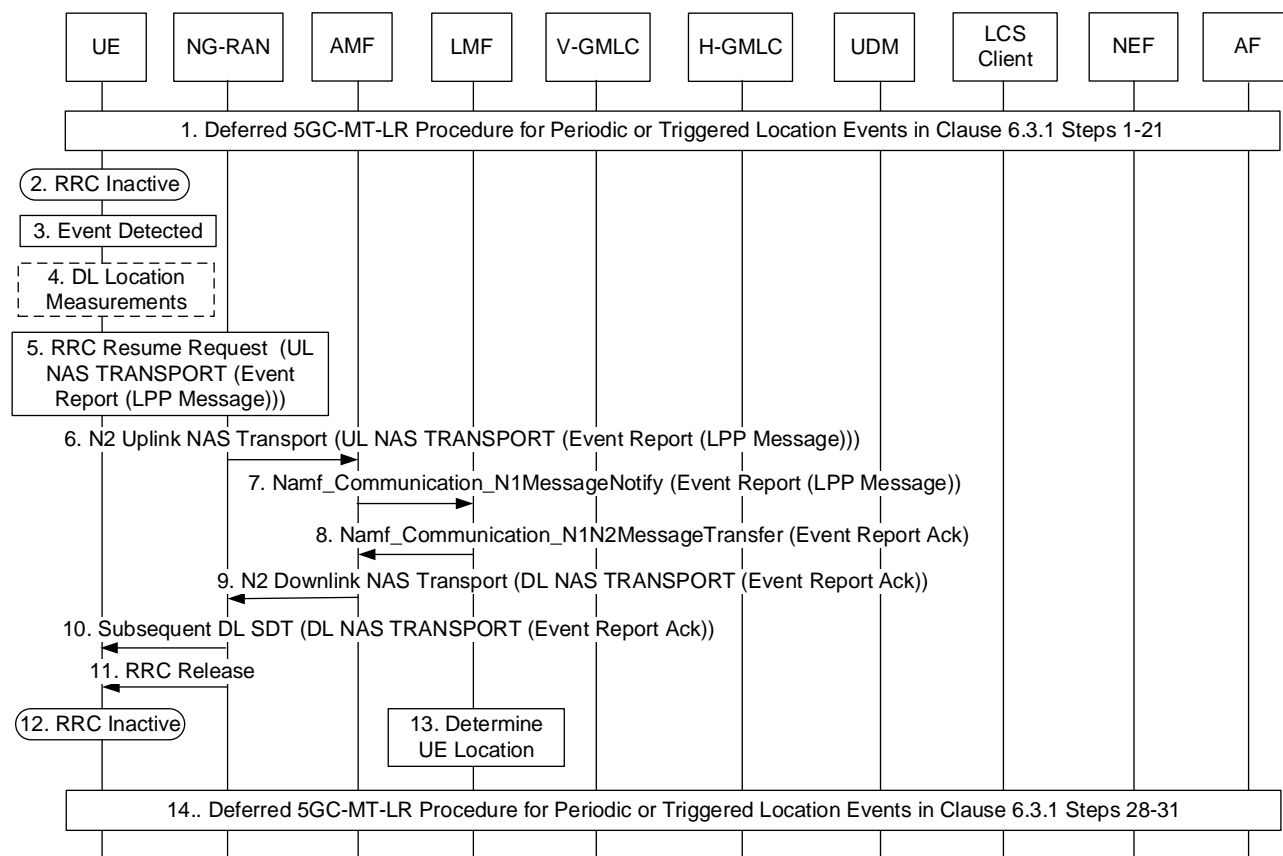 UE
NG-RAN
AMF
LMF
V-GMLC
H-GMLC
UDM
LCS
Client
NEF
AF
1. Deferred 5GC-MT-LR Procedure for Periodic or Triggered Location Events in Clause 6.3.1 Steps 1-21
2. RRC Inactive
3. Event Detected
4. DL Location
Measurements
5. RRC Resume Request (UL
NAS TRANSPORT (Event
Report (LPP Message)))
6. N2 Uplink NAS Transport (UL NAS TRANSPORT (Event Report (LPP Message)))
7. Namf_Communication_N1MessageNotify (Event Report (LPP Message))
8. Namf_Communication_N1N2MessageTransfer (Event Report Ack)
9. N2 Downlink NAS Transport (DL NAS TRANSPORT (Event Report Ack))
10. Subsequent DL SDT (DL NAS TRANSPORT (Event Report Ack))
11. RRC Release
12. RRC Inactive
13. Determine
UE Location
14.. Deferred 5GC-MT-LR Procedure for Periodic or Triggered Location Events in Clause 6.3.1 Steps 28-31